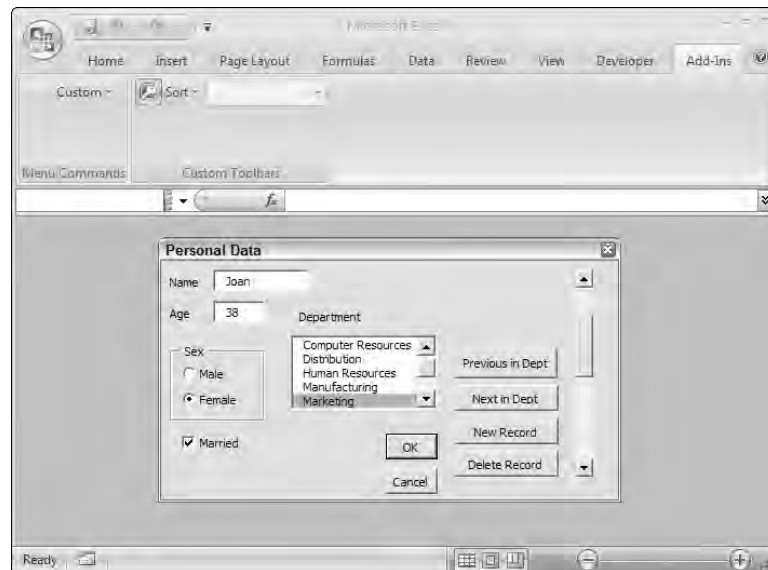 Microsoft Excel
Home Insert Page Layout Formulas Data Review View Developer Add-Ins
Custom Sort
Menu Commands Custom Toolbars
fx
Personal Data
Name Joan
Age 38
Department
Sex
Male
Female
Married
Computer Resources
Distribution
Human Resources
Manufacturing
Marketing
OK
Cancel
Previous in Dept
Next in Dept
New Record
Delete Record
Ready